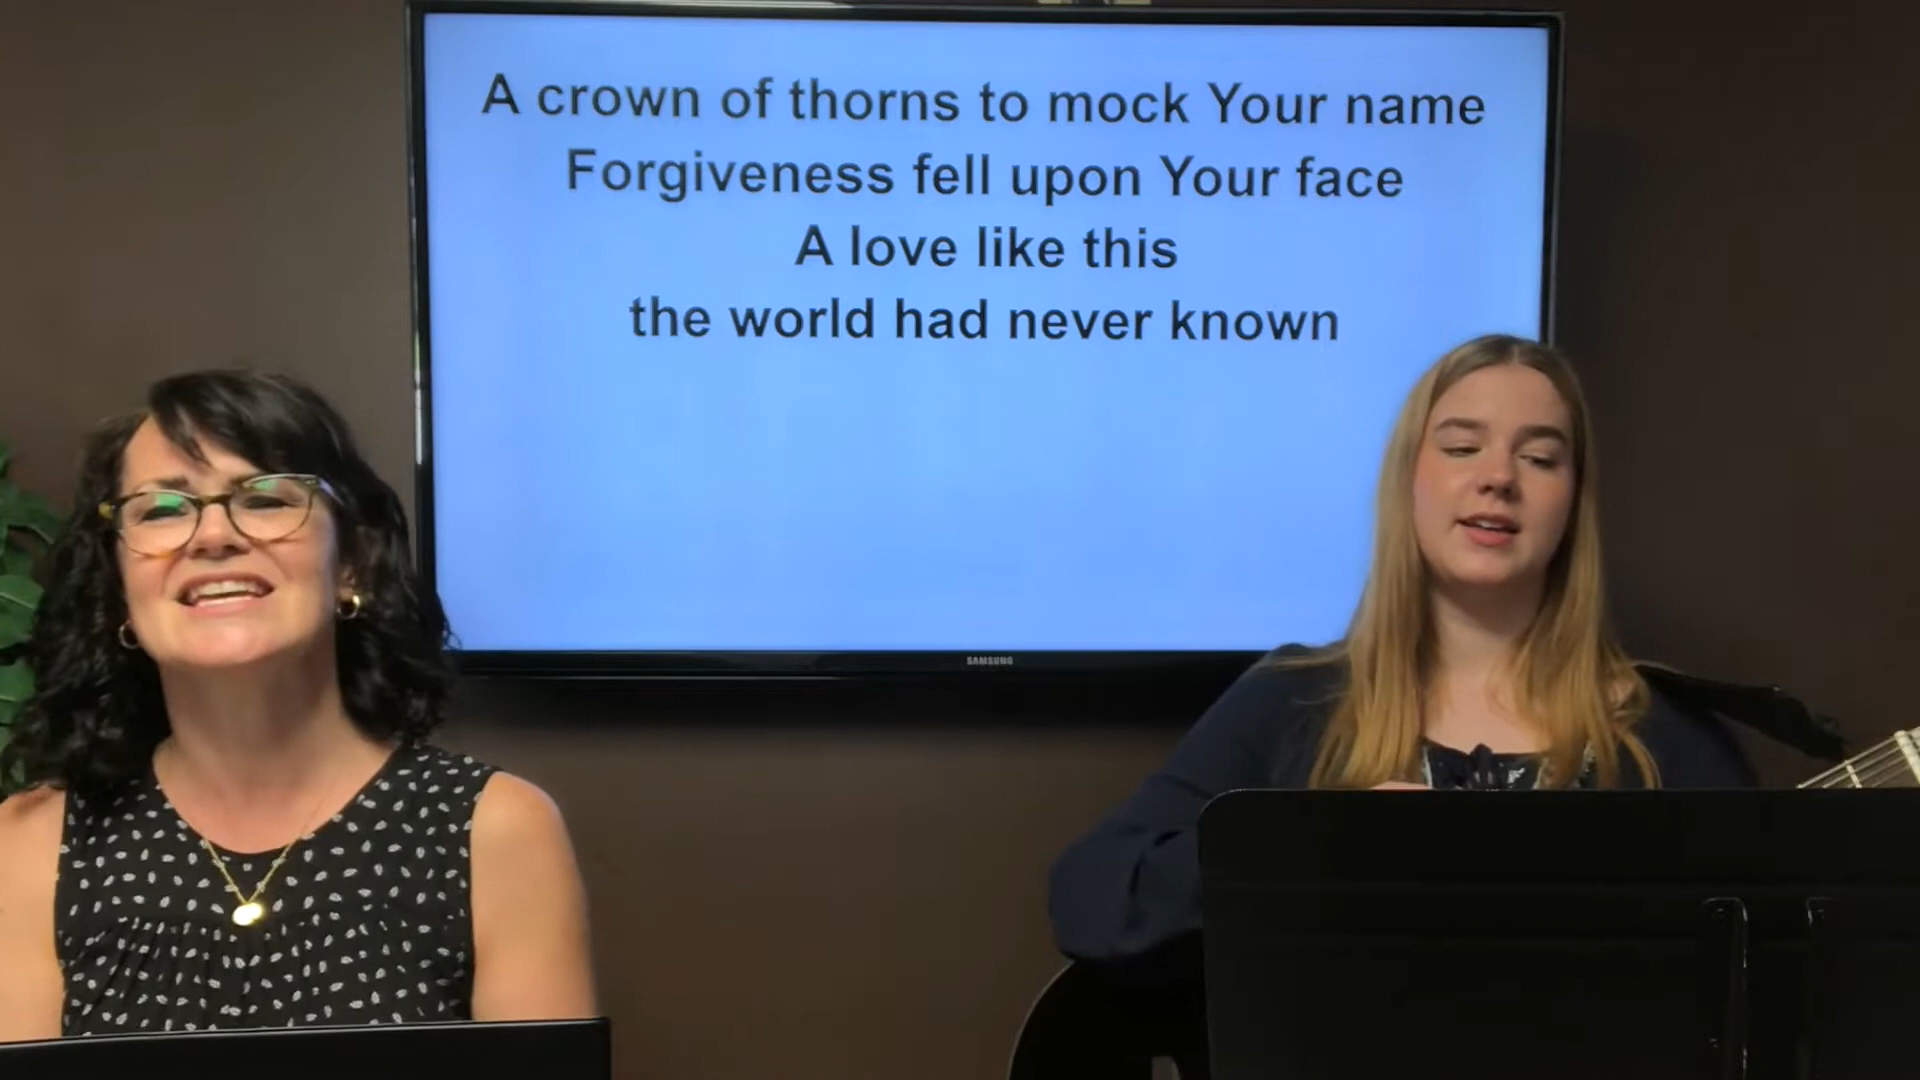 A crown of thorns to mock Your name
Forgiveness fell upon Your face
A love like this
the world had never known
SAMSUNG